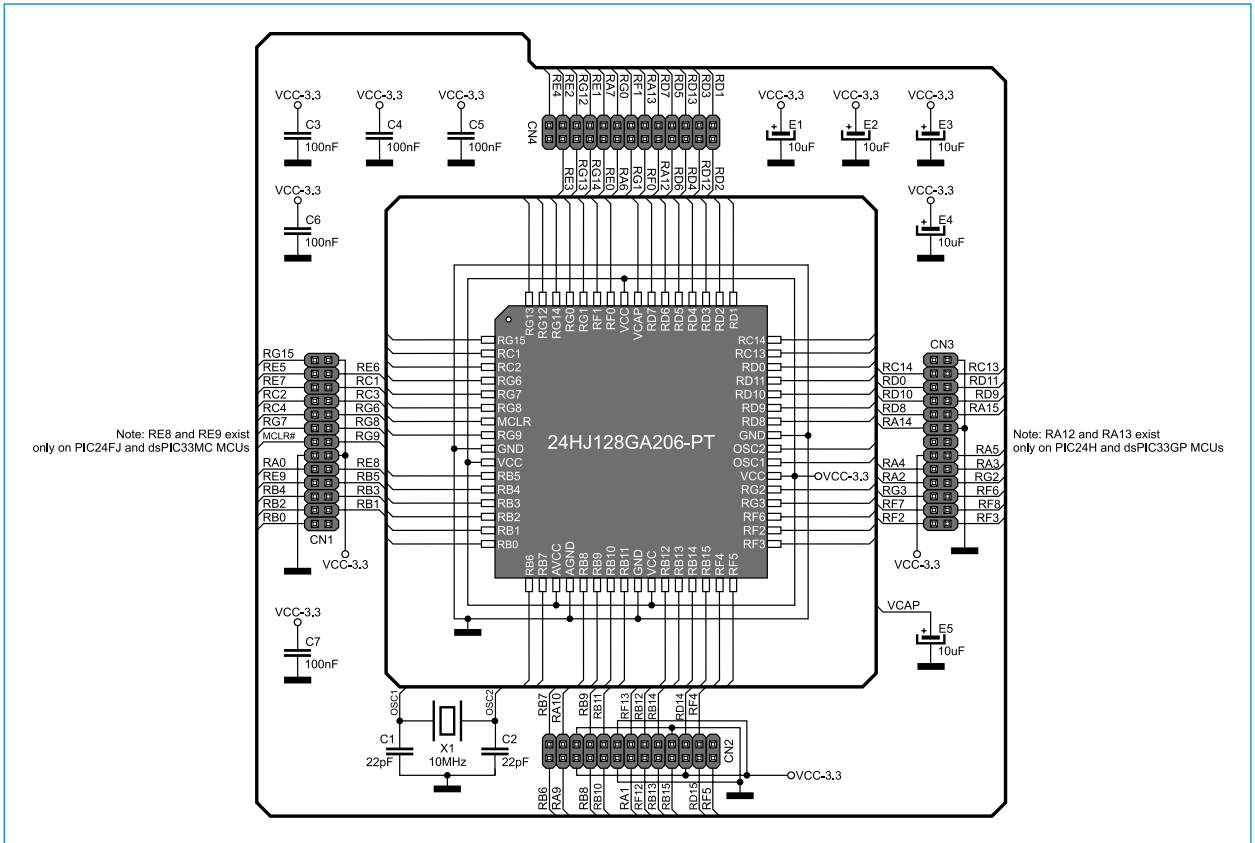 RE4
RE2
RG12
RE1
RA7
RG0
RF1
RA13
RD7
RD5
RD13
RD3
RD1
CN4
RE3
RG13
RG14
RE0
RA6
RG1
RF0
RA12
RD6
RD4
RD12
RD2
VCC-3.3
C3
100nF
VCC-3.3
C4
100nF
VCC-3.3
C5
100nF
VCC-3.3
E1
10uF
VCC-3.3
E2
10uF
VCC-3.3
E3
10uF
VCC-3.3
C6
100nF
VCC-3.3
E4
10uF
RG13
RG12
RG14
RG0
RG1
RF1
RF0
VCC
VCAP
RD7
RD6
RD5
RD4
RD3
RD2
RD1
RG15
RC1
RC2
RG6
RG7
RG8
MCLR
RG9
GND
VCC
RB5
RB4
RB3
RB2
RB1
RB0
24HJ128GA206-PT
RC14
RC13
RD0
RD11
RD10
RD9
RD8
GND
OSC2
OSC1
VCC
RG2
RG3
RF6
RF2
RF3
VCC-3.3
RB6
RB7
AVCC
AGND
RB8
RB9
RB10
RB11
GND
VCC
RB12
RB13
RB14
RB15
RF4
RF5
RG15
RE5
RE7
RC2
RC4
RG7
MCLR#
RA0
RE9
RB4
RB2
RB0
RE6
RC1
RC3
RG6
RG8
RG9
RE8
RB5
RB3
RB1
CN1
VCC-3.3
Note: RE8 and RE9 exist
only on PIC24FJ and dsPIC33MC MCUs
CN3
RC14
RD0
RD10
RD8
RA14
RA4
RA2
RG3
RF7
RF2
RC13
RD11
RD9
RA15
RA5
RA3
RG2
RF6
RF8
RF3
VCC-3.3
Note: RA12 and RA13 exist
only on PIC24H and dsPIC33GP MCUs
VCC-3.3
C7
100nF
VCAP
E5
10uF
OSC1
OSC2
C1
22pF
X1
10MHz
C2
22pF
RB7
RA10
RB9
RB11
RF13
RB12
RB14
RD14
RF4
CN2
RB6
RA9
RB8
RB10
RA1
RF12
RB13
RB15
RD15
RF5
VCC-3.3